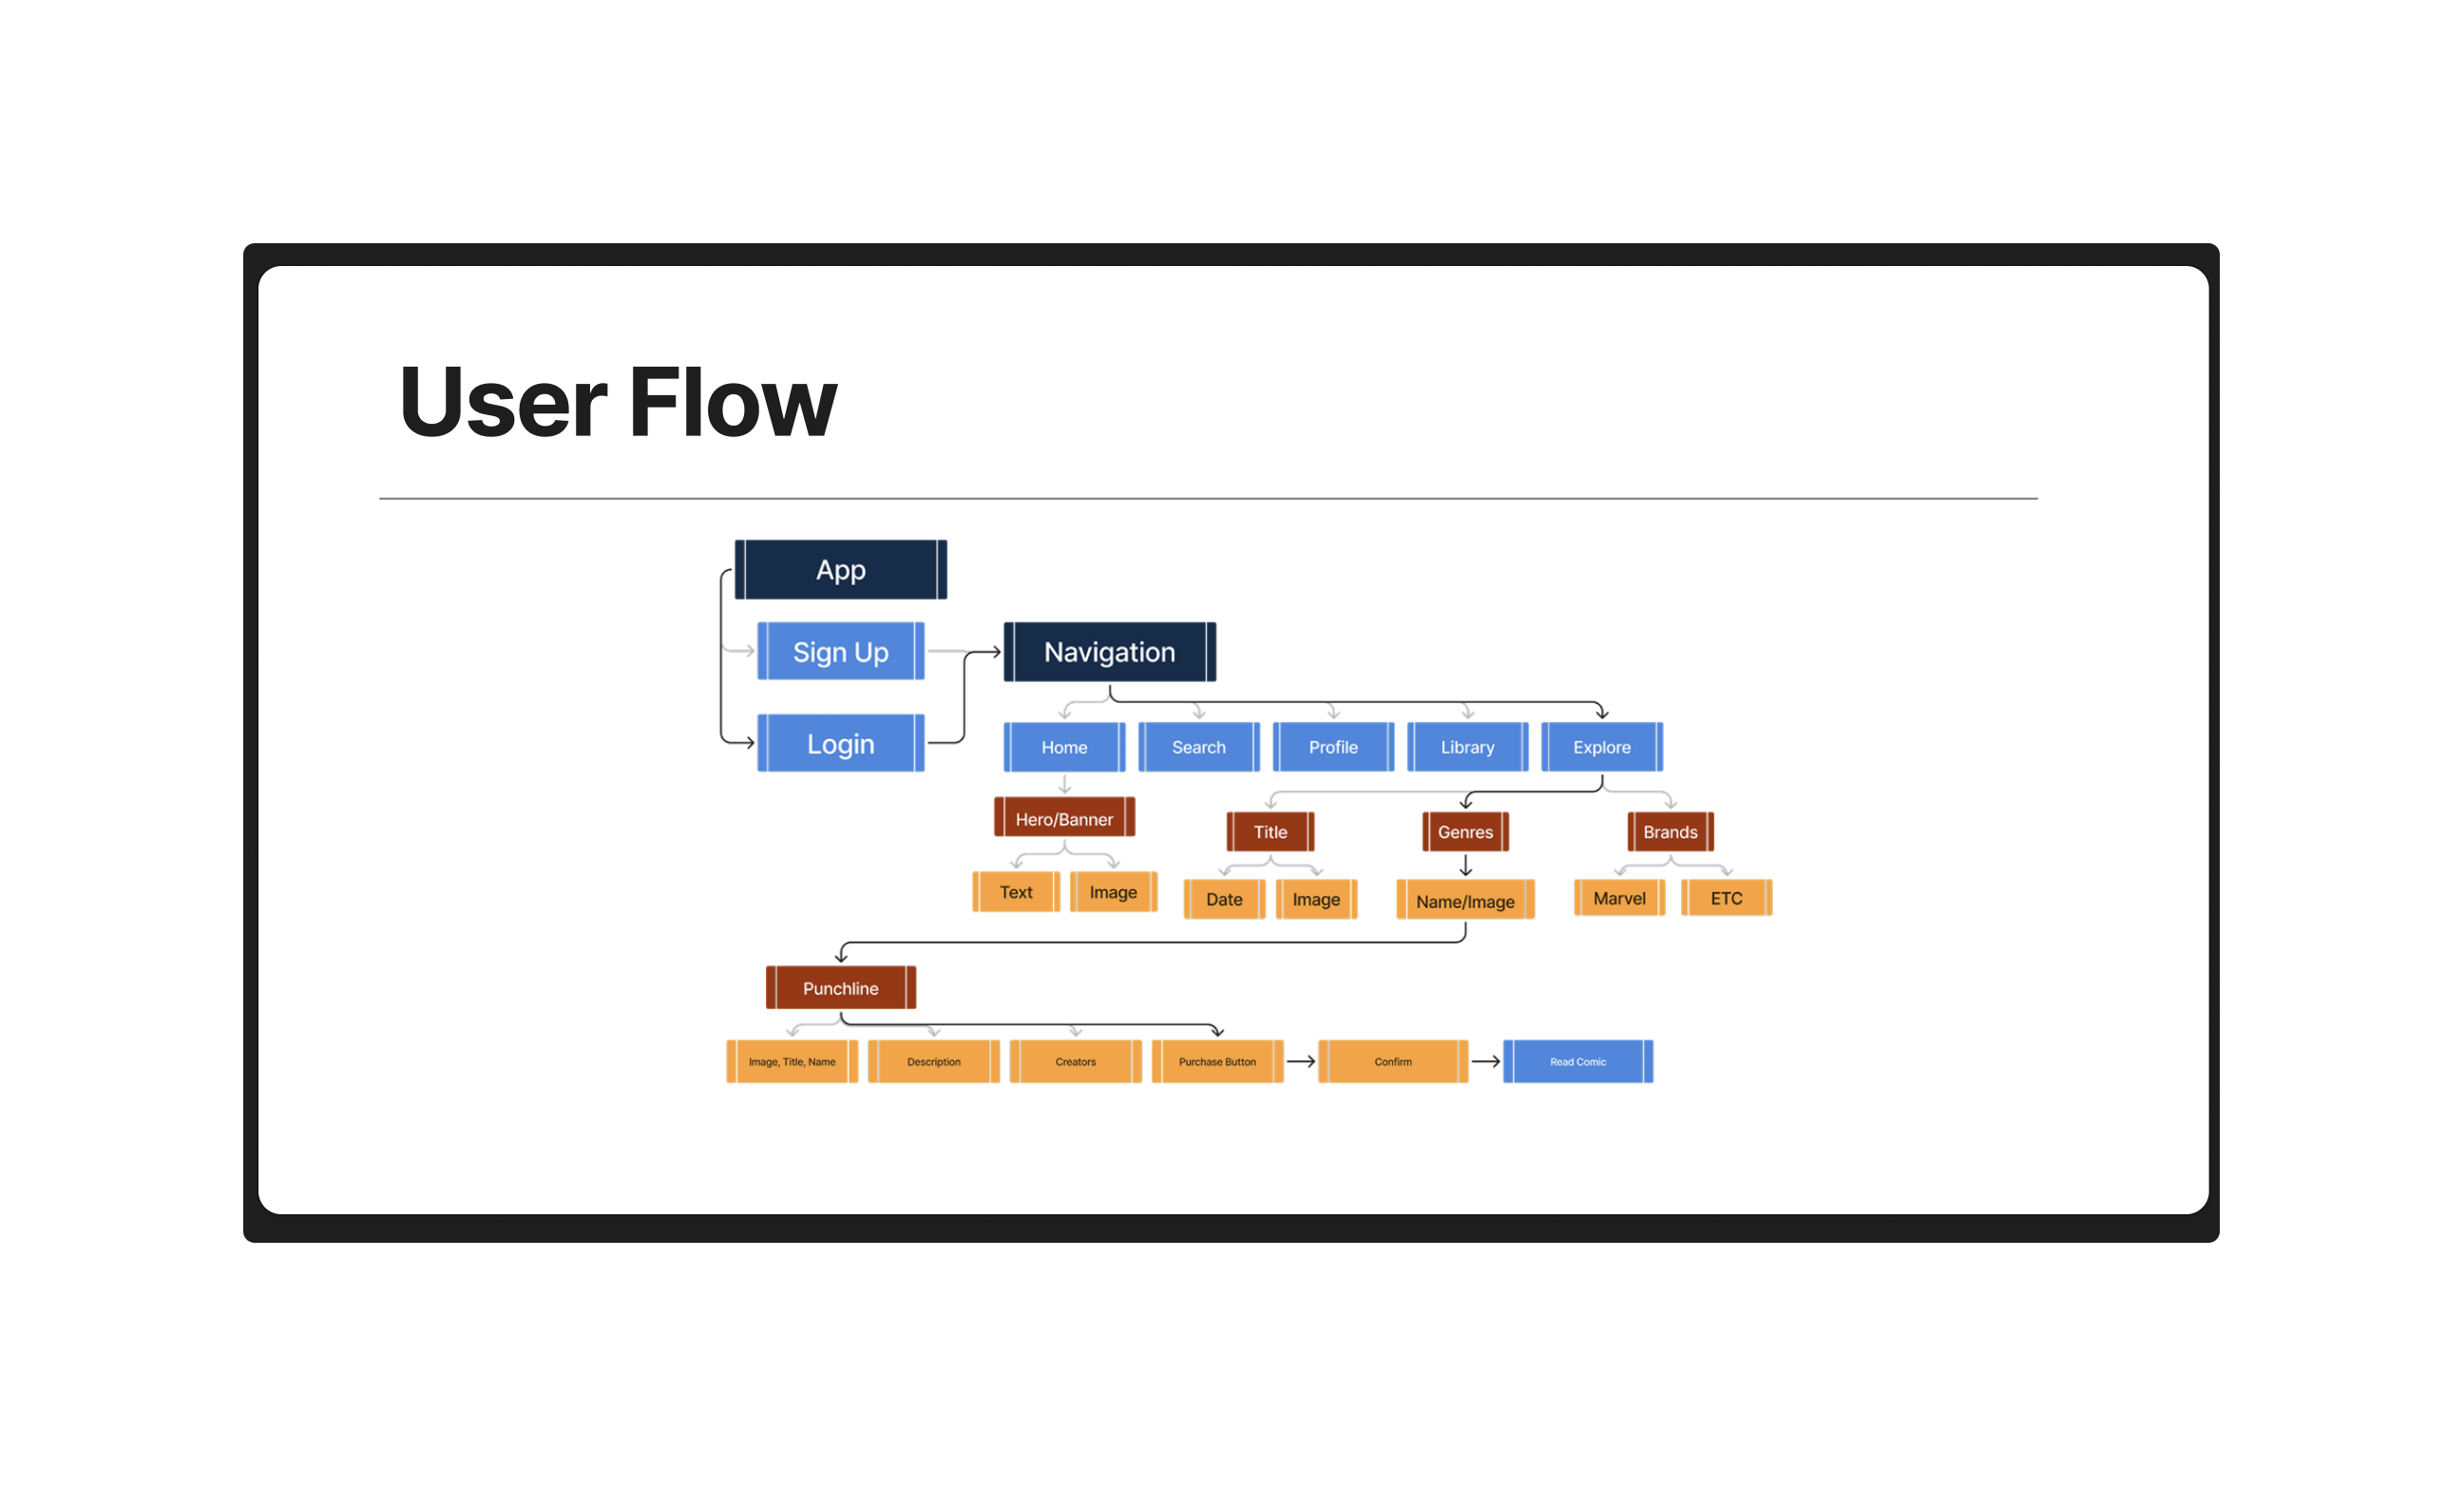 User Flow
App
Sign Up
Navigation
Login
Home
Search
Profile
Library
Explore
Hero/Banner
Title
Genres
Brands
Text
Image
Date
Image
Name/Image
Marvel
ETC
Punchline
Image, Title, Name
Description
Creators
Purchase Button
Confirm
Read Comic